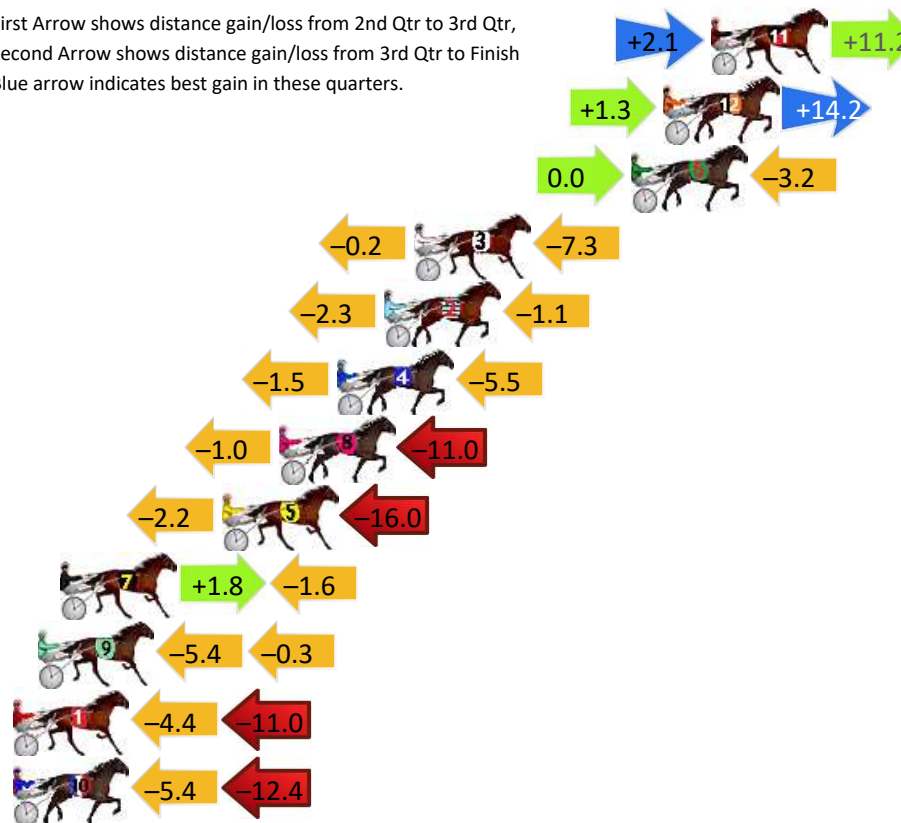 irst Arrow shows distance gain/loss from 2nd Qtr to 3rd Qtr,
econd Arrow shows distance gain/loss from 3rd Qtr to Finish
Blue arrow indicates best gain in these quarters.
+2.1 11 +11.2
+1.3 12 +14.2
0.0 6 –3.2
–0.2 3 –7.3
–2.3 2 –1.1
–1.5 4 –5.5
–1.0 8 –11.0
–2.2 5 –16.0
7 +1.8 –1.6
9 –5.4 –0.3
1 –4.4 –11.0
10 –5.4 –12.4